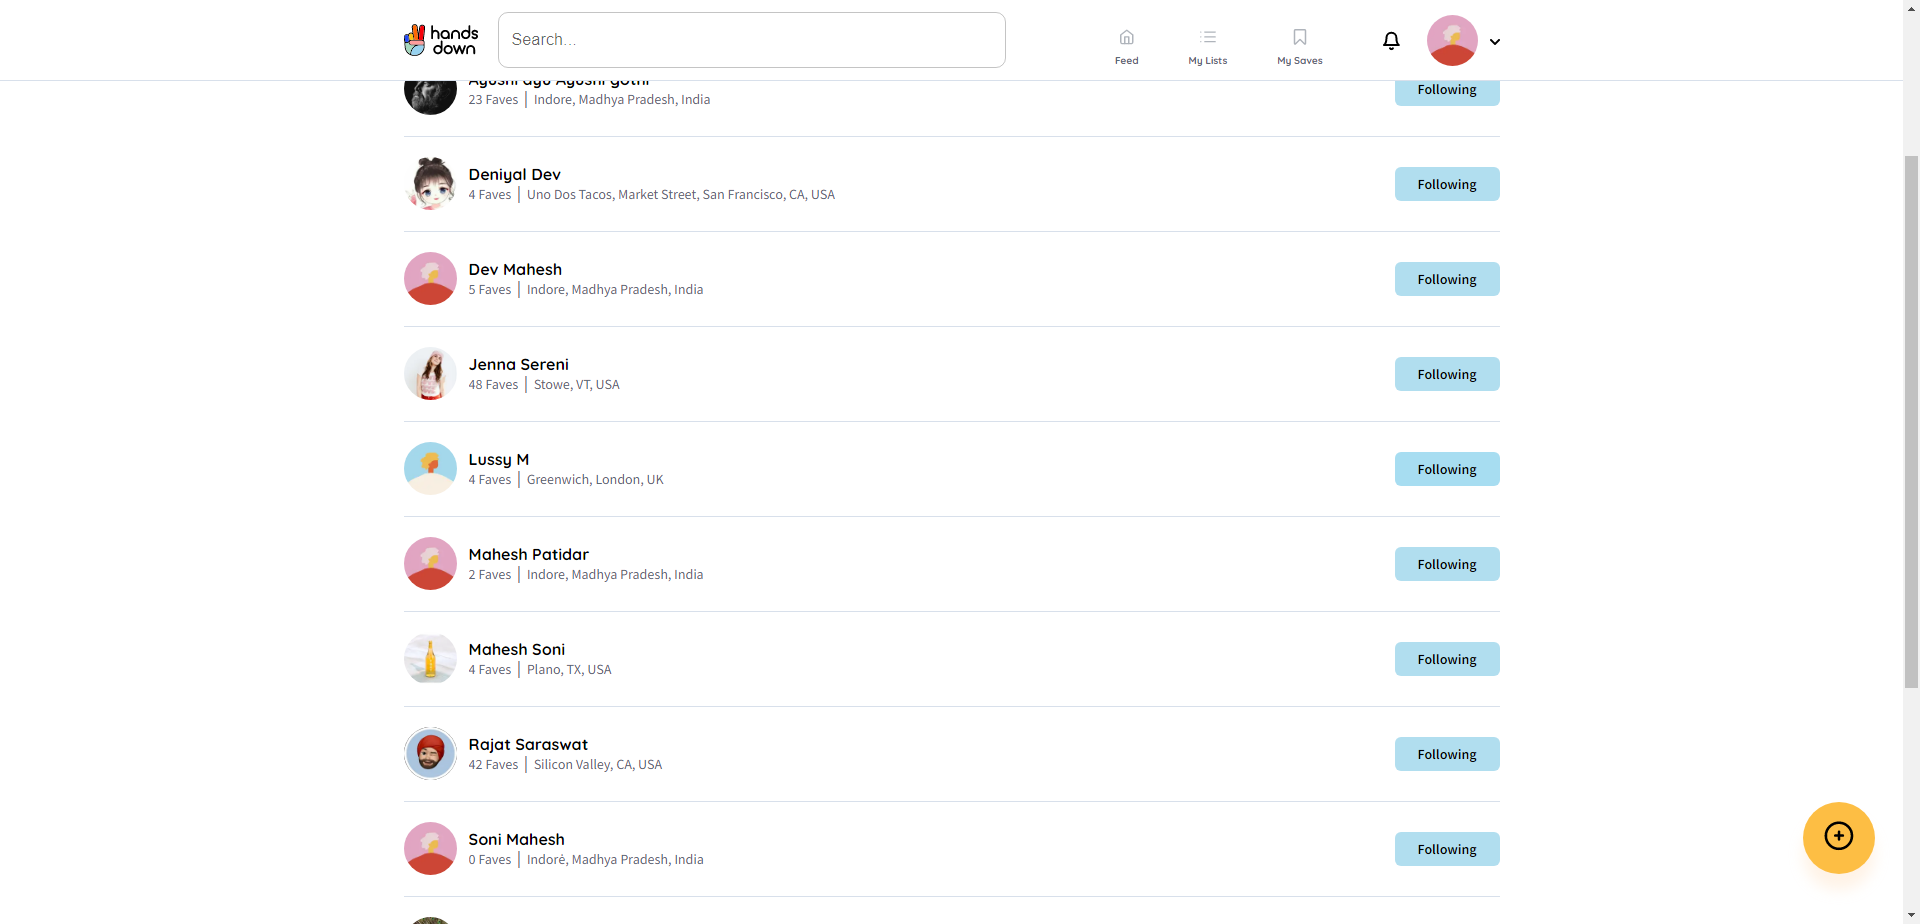 hands
down
Search...
Feed
My Lists
My Saves
23 Faves
Indore, Madhya Pradesh, India
Following
Deniyal Dev
4 Faves
Uno Dos Tacos, Market Street, San Francisco, CA, USA
Following
Dev Mahesh
5 Faves
Indore, Madhya Pradesh, India
Following
Jenna Sereni
48 Faves
Stowe, VT, USA
Following
Lussy M
4 Faves
Greenwich, London, UK
Following
Mahesh Patidar
2 Faves
Indore, Madhya Pradesh, India
Following
Mahesh Soni
4 Faves
Plano, TX, USA
Following
Rajat Saraswat
42 Faves
Silicon Valley, CA, USA
Following
Soni Mahesh
0 Faves
Indorė, Madhya Pradesh, India
Following